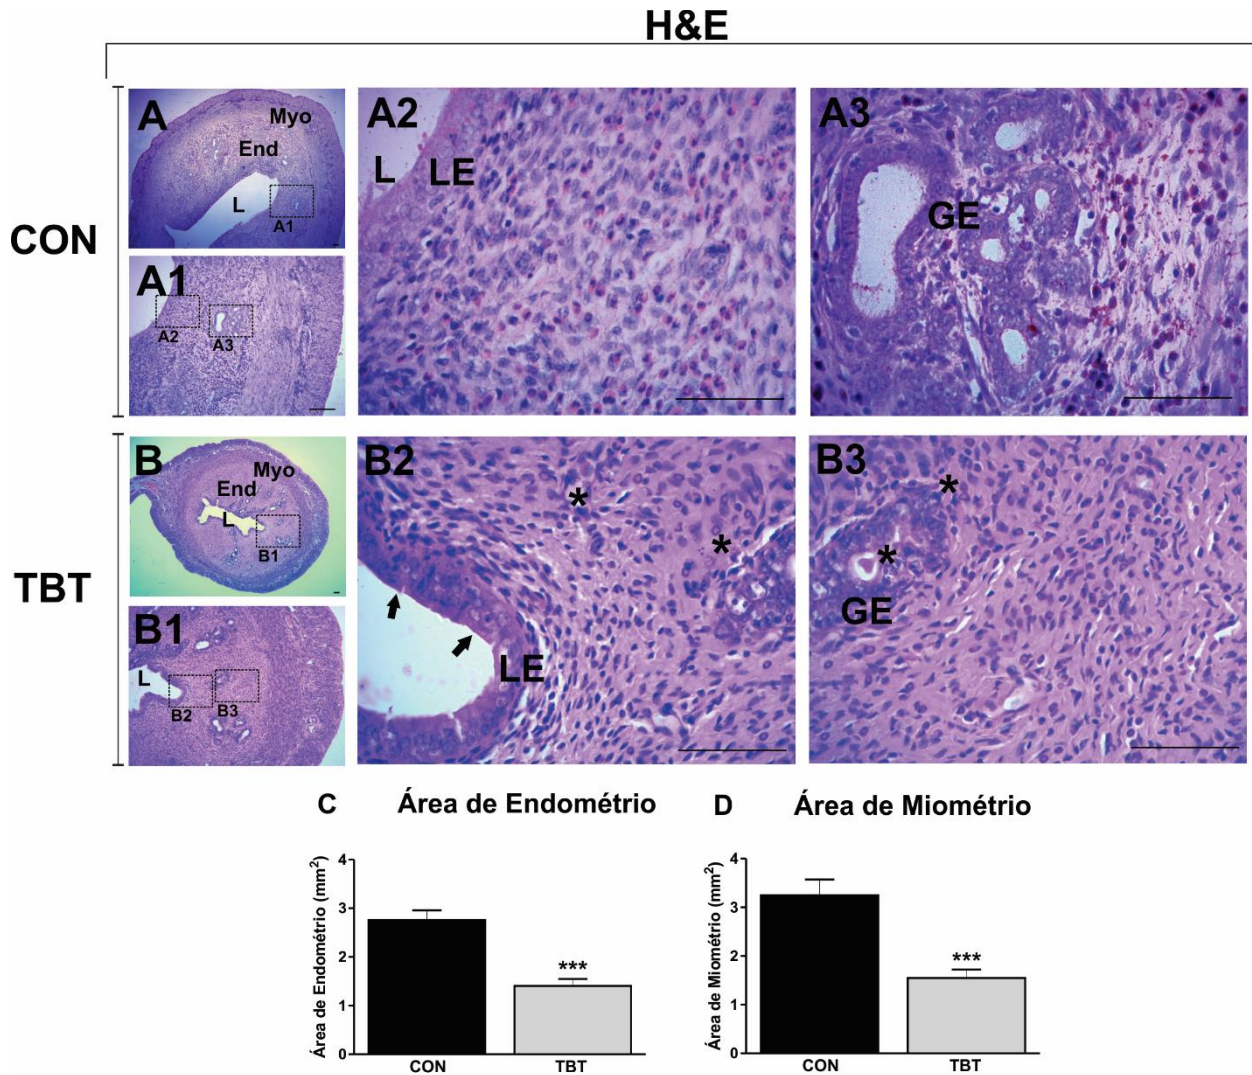 H&E
CON
A
Myo
End
L
A1
A1
A2
A3
A2
L
LE
A3
GE
TBT
B
Myo
End
L
B1
B1
L
B2
B3
B2
*
*
LE
B3
*
*
GE
C Área de Endométrio
Área de Endométrio (mm²)
4
3
2
1
0
***
CON TBT
D Área de Miométrio
Área de Miométrio (mm²)
4
3
2
1
0
***
CON TBT